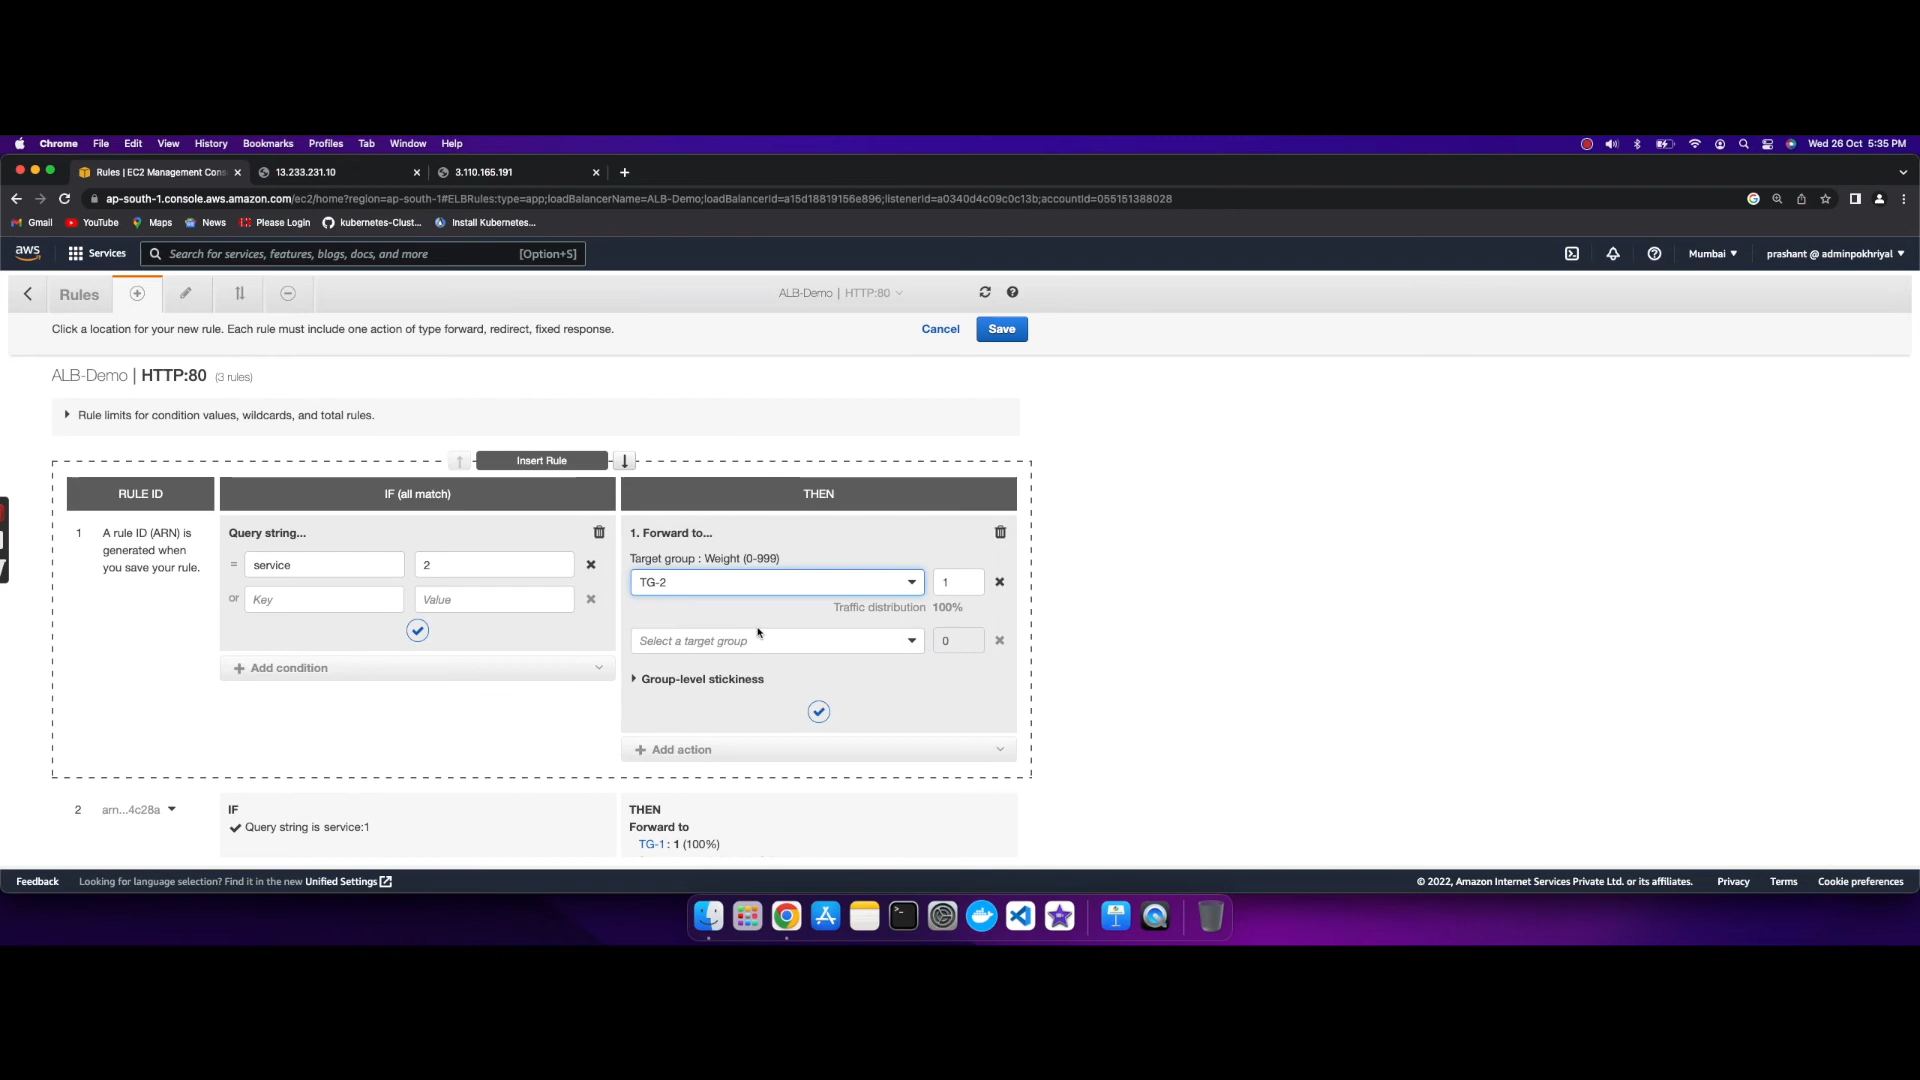 Chrome File Edit View History Bookmarks Profiles Tab Window Help Wed 26 Oct 5:35 PM
Rules | EC2 Management Cons 13.233.231.10 3.110.165.191
ap-south-1.console.aws.amazon.com/ec2/home?region=ap-south-1#ELBRules:type=app;loadBalancerName=ALB-Demo;loadBalancerId=a15d18819156e896;listenerId=a0340d4c09c0c13b;accountId=055151388028
Gmail YouTube Maps News Please Login kubernetes-Clust... Install Kubernetes...
aws Services Search for services, features, blogs, docs, and more [Option+S] Mumbai prashant @ adminpokhriyal
Rules ALB-Demo | HTTP:80
Click a location for your new rule. Each rule must include one action of type forward, redirect, fixed response. Cancel Save
ALB-Demo | HTTP:80 (3 rules)
Rule limits for condition values, wildcards, and total rules.
Insert Rule
RULE ID IF (all match) THEN
1 A rule ID (ARN) is generated when you save your rule.
Query string...
= service 2
or Key Value
Add condition
1. Forward to...
Target group : Weight (0-999)
TG-2 1
Traffic distribution 100%
Select a target group 0
Group-level stickiness
Add action
2 arn...4c28a IF THEN
Query string is service:1 Forward to
TG-1: 1 (100%)
Feedback Looking for language selection? Find it in the new Unified Settings © 2022, Amazon Internet Services Private Ltd. or its affiliates. Privacy Terms Cookie preferences